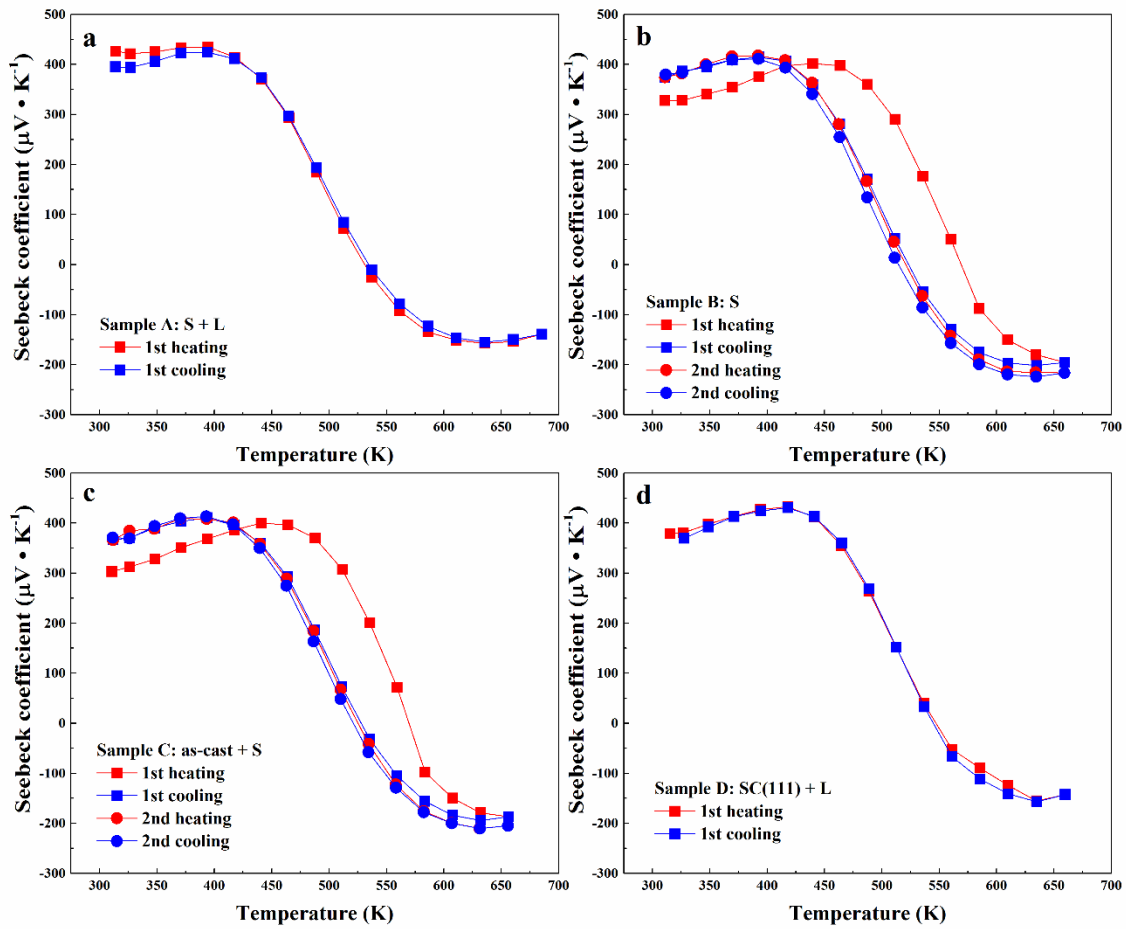 a
Seebeck coefficient (μV • K⁻¹)
500
400
300
200
100
0
-100
-200
-300
Sample A: S + L
1st heating
1st cooling
300 350 400 450 500 550 600 650 700
Temperature (K)
b
Seebeck coefficient (μV • K⁻¹)
500
400
300
200
100
0
-100
-200
-300
Sample B: S
1st heating
1st cooling
2nd heating
2nd cooling
300 350 400 450 500 550 600 650 700
Temperature (K)
c
Seebeck coefficient (μV • K⁻¹)
500
400
300
200
100
0
-100
-200
-300
Sample C: as-cast + S
1st heating
1st cooling
2nd heating
2nd cooling
300 350 400 450 500 550 600 650 700
Temperature (K)
d
Seebeck coefficient (μV • K⁻¹)
500
400
300
200
100
0
-100
-200
-300
Sample D: SC(111) + L
1st heating
1st cooling
300 350 400 450 500 550 600 650 700
Temperature (K)